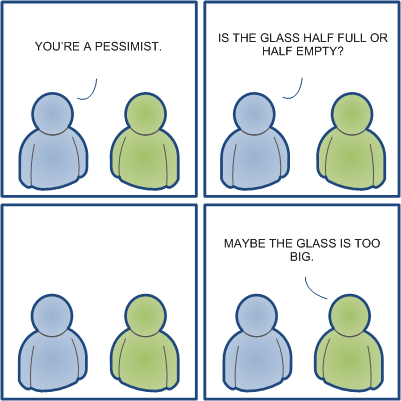 YOU'RE A PESSIMIST.
IS THE GLASS HALF FULL OR
HALF EMPTY?
MAYBE THE GLASS IS TOO
BIG.